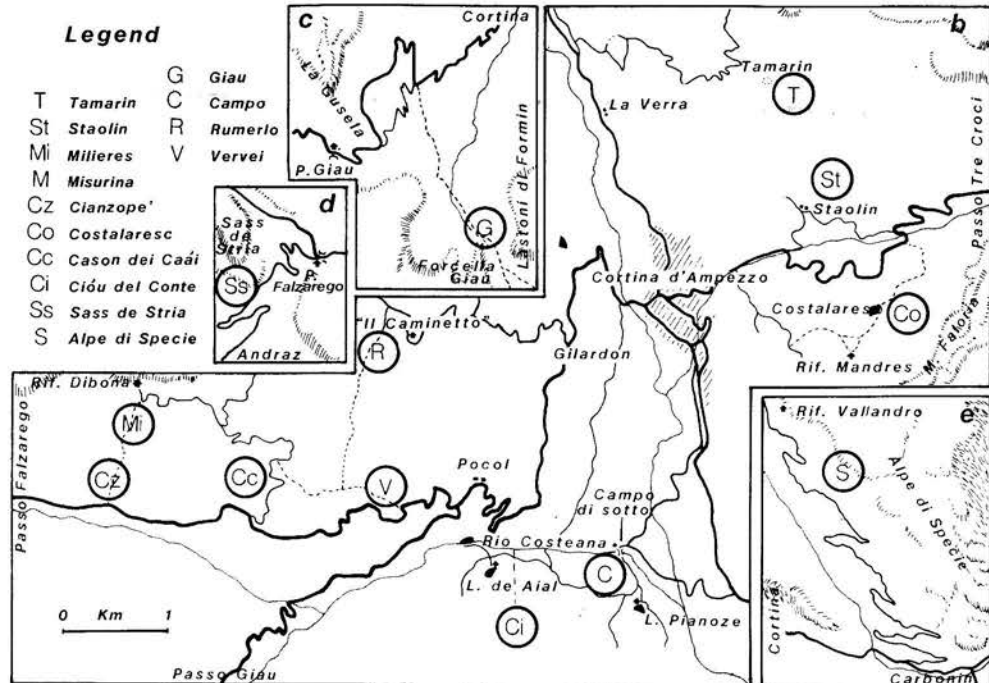 Legend
G Giau
T Tamarin
C Campo
St Staolin
R Rumerlo
Mi Milieres
V Vervei
M Misurina
Cz Cianzope'
Co Costalaresc
Cc Cason dei Caái
Ci Cióu del Conte
Ss Sass de Stria
S Alpe di Specie
c
Cortina
La Gusela
P. Giau
G
Forcella
Giau
Lastoni di Formin
d
Sass
de
Stria
Ss
P.
Falzarego
Andraz
b
Tamarin
T
La Verra
St
Staolin
Passo Tre Croci
Cortina d'Ampezzo
Costalaresc
Co
Rif. Mandres
M. Faloria
"Il Caminetto"
R
Gilardon
Rif. Dibona
Mi
Cz
Cc
V
Passo Falzarego
Pocol
Campo
di sotto
Rio Costeana
L. de Aial
C
L. Pianoze
Ci
0 Km 1
Passo Giau
e
Rif. Vallandro
S
Alpe di Specie
Cortina
Carbonin